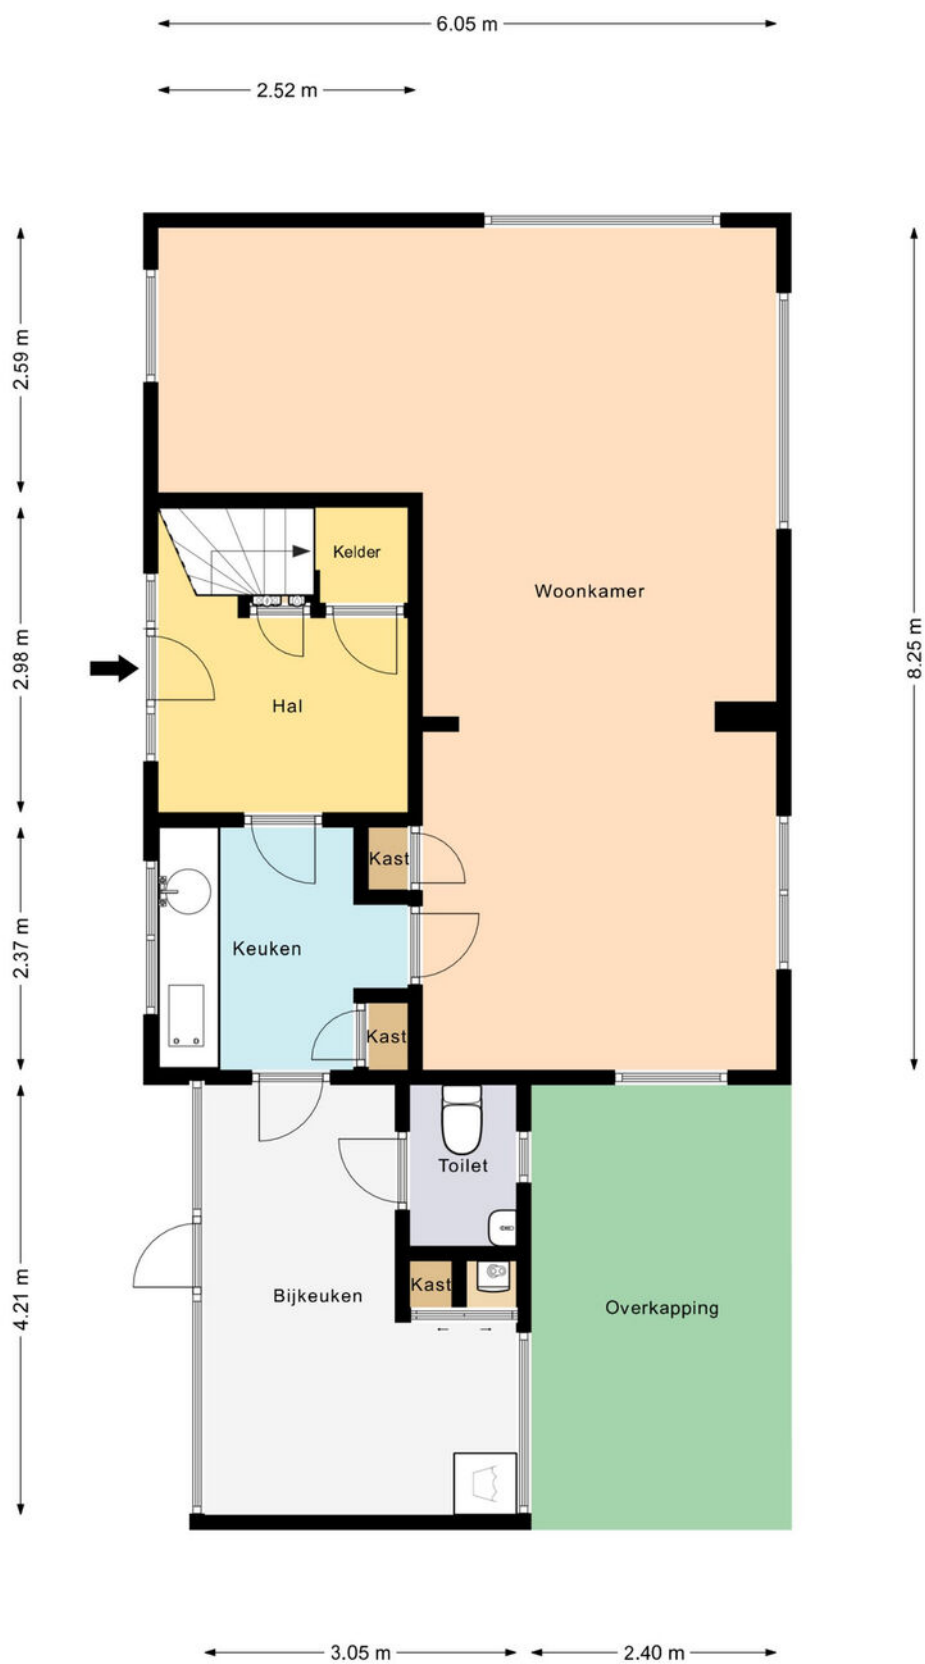 6.05 m
2.52 m
2.59 m
Kelder
Woonkamer
2.98 m
8.25 m
Hal
Kast
2.37 m
Keuken
Kast
Toilet
4.21 m
Kast
Bijkeuken
Overkapping
3.05 m
2.40 m